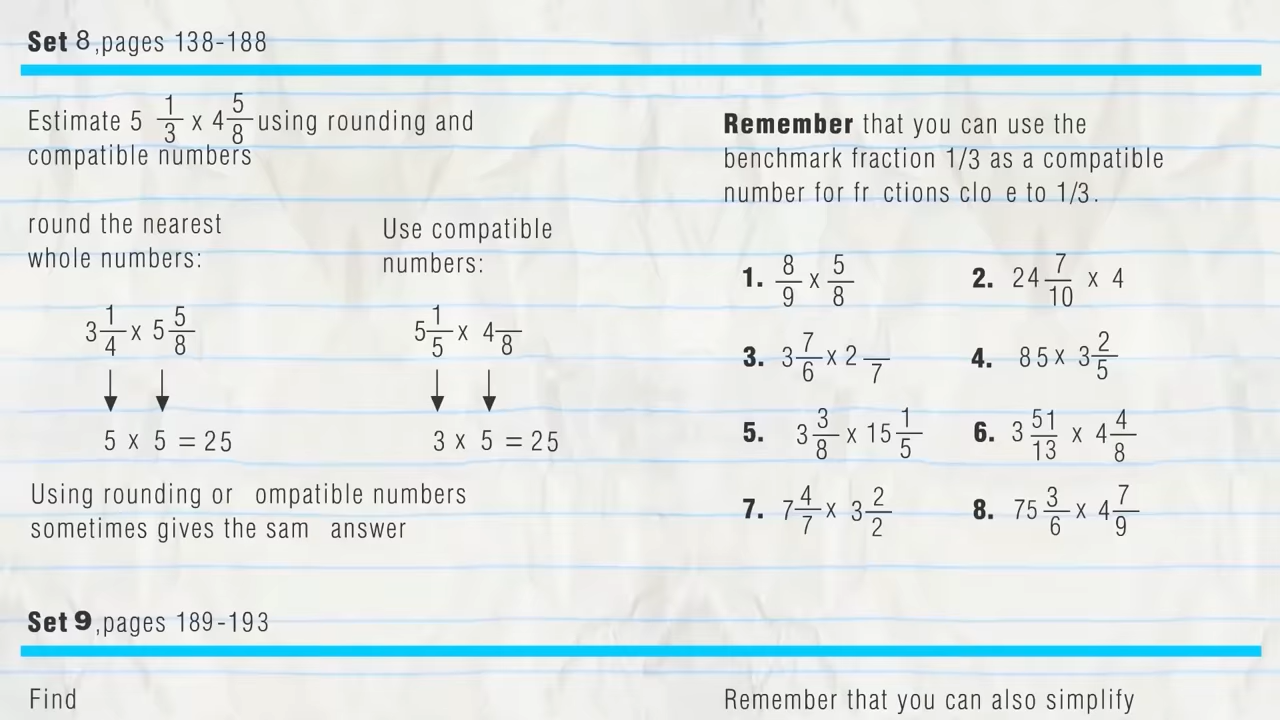 Set 8,pages 138-188
Estimate 5 1/3 x 4 5/8 using rounding and
compatible numbers
round the nearest
whole numbers:
3 1/4 x 5 5/8
5 x 5 = 25
Use compatible
numbers:
5 1/5 x 4 /8
3 x 5 = 25
Using rounding or ompatible numbers
sometimes gives the sam answer
Remember that you can use the
benchmark fraction 1/3 as a compatible
number for fr ctions clo e to 1/3.
1. 8/9 x 5/8
2. 24 7/10 x 4
3. 3 7/6 x 2 /7
4. 85 x 3 2/5
5. 3 3/8 x 15 1/5
6. 3 51/13 x 4 4/8
7. 7 4/7 x 3 2/2
8. 75 3/6 x 4 7/9
Set 9,pages 189-193
Find
Remember that you can also simplify